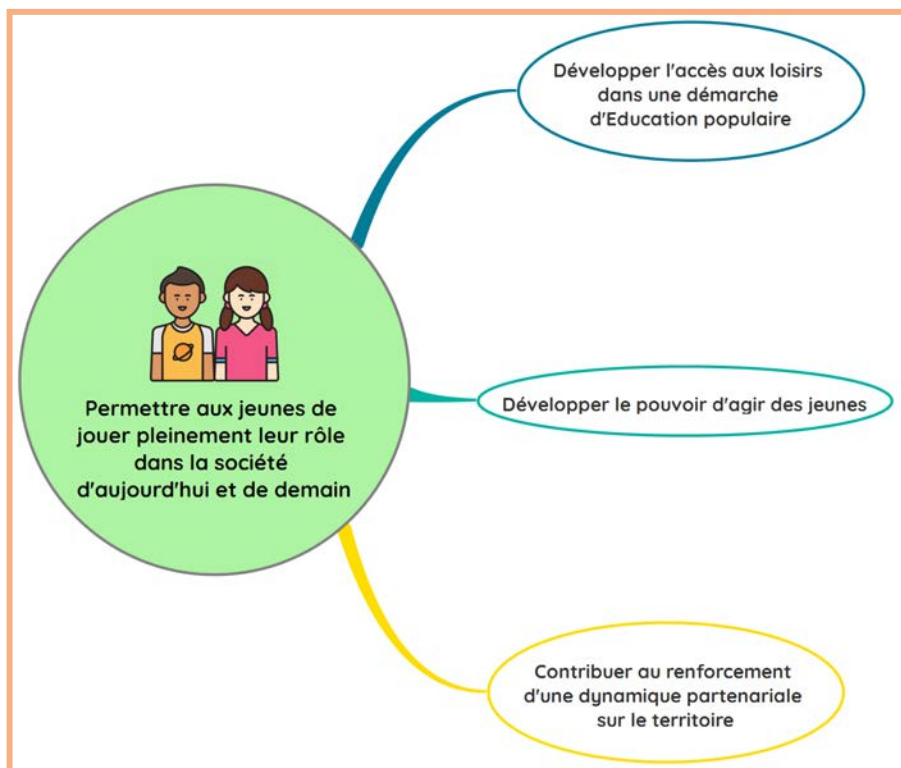 Développer l'accès aux loisirs
dans une démarche
d'Education populaire
Permettre aux jeunes de
jouer pleinement leur rôle
dans la société
d'aujourd'hui et de demain
Développer le pouvoir d'agir des jeunes
Contribuer au renforcement
d'une dynamique partenariale
sur le territoire